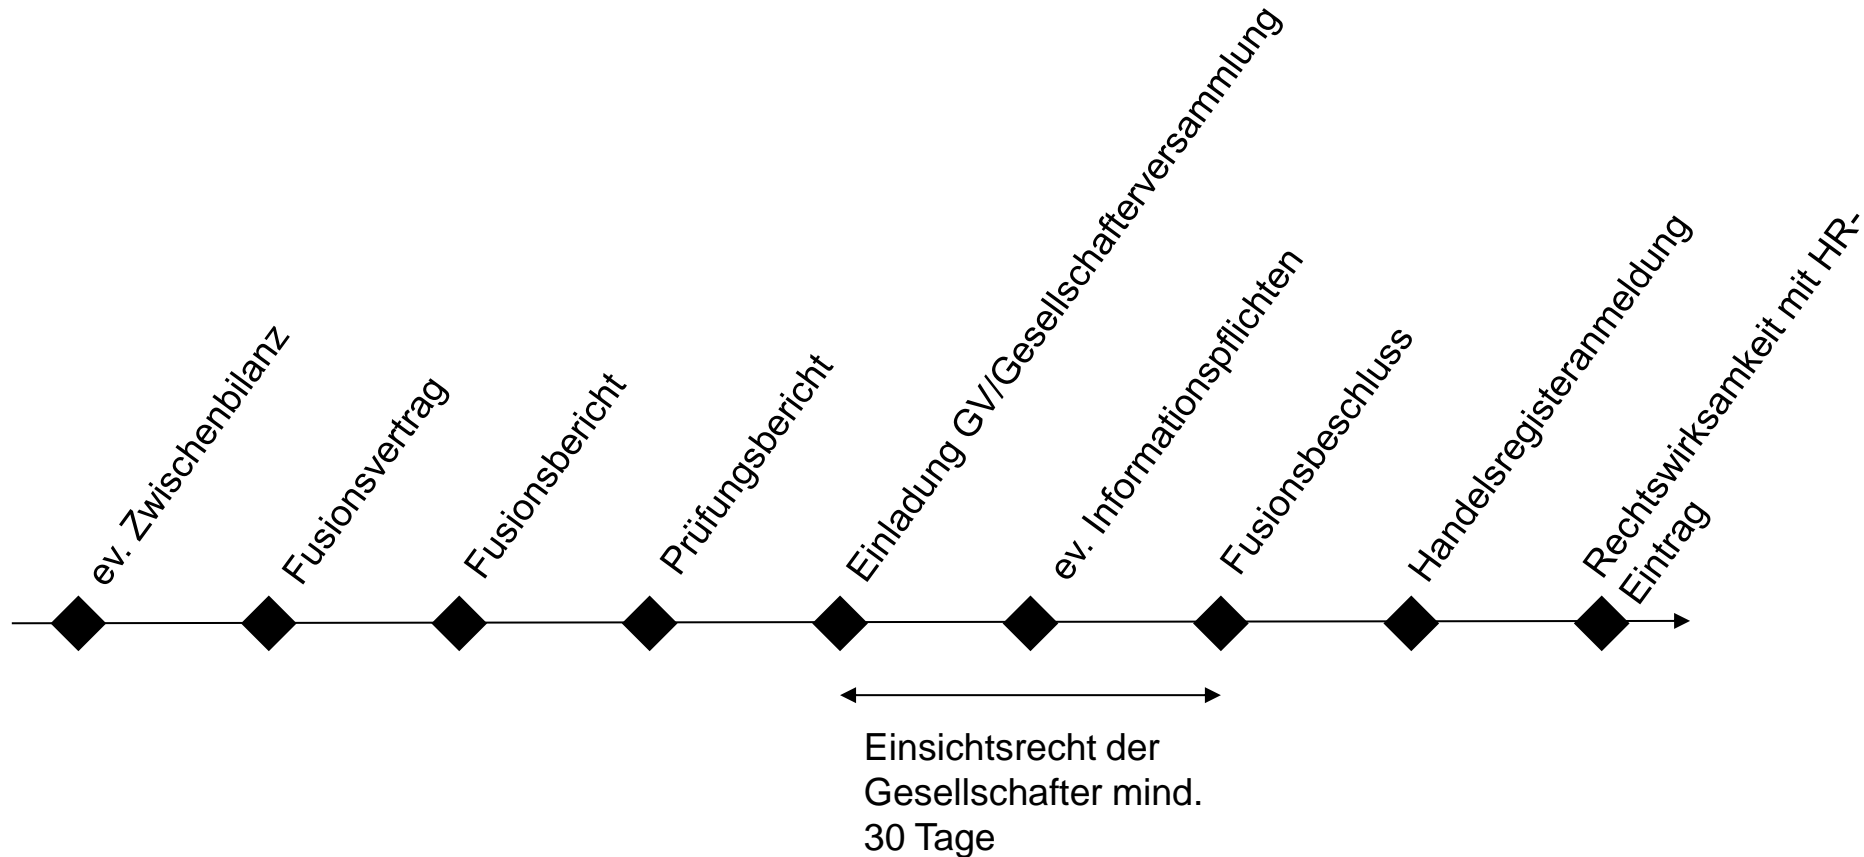 ev. Zwischenbilanz
Fusionsvertrag
Fusionsbericht
Prüfungsbericht
Einladung GV/Gesellschafterversammlung
ev. Informationspflichten
Fusionsbeschluss
Handelsregisteranmeldung
Rechtswirksamkeit mit HR-
Eintrag
Einsichtsrecht der
Gesellschafter mind.
30 Tage